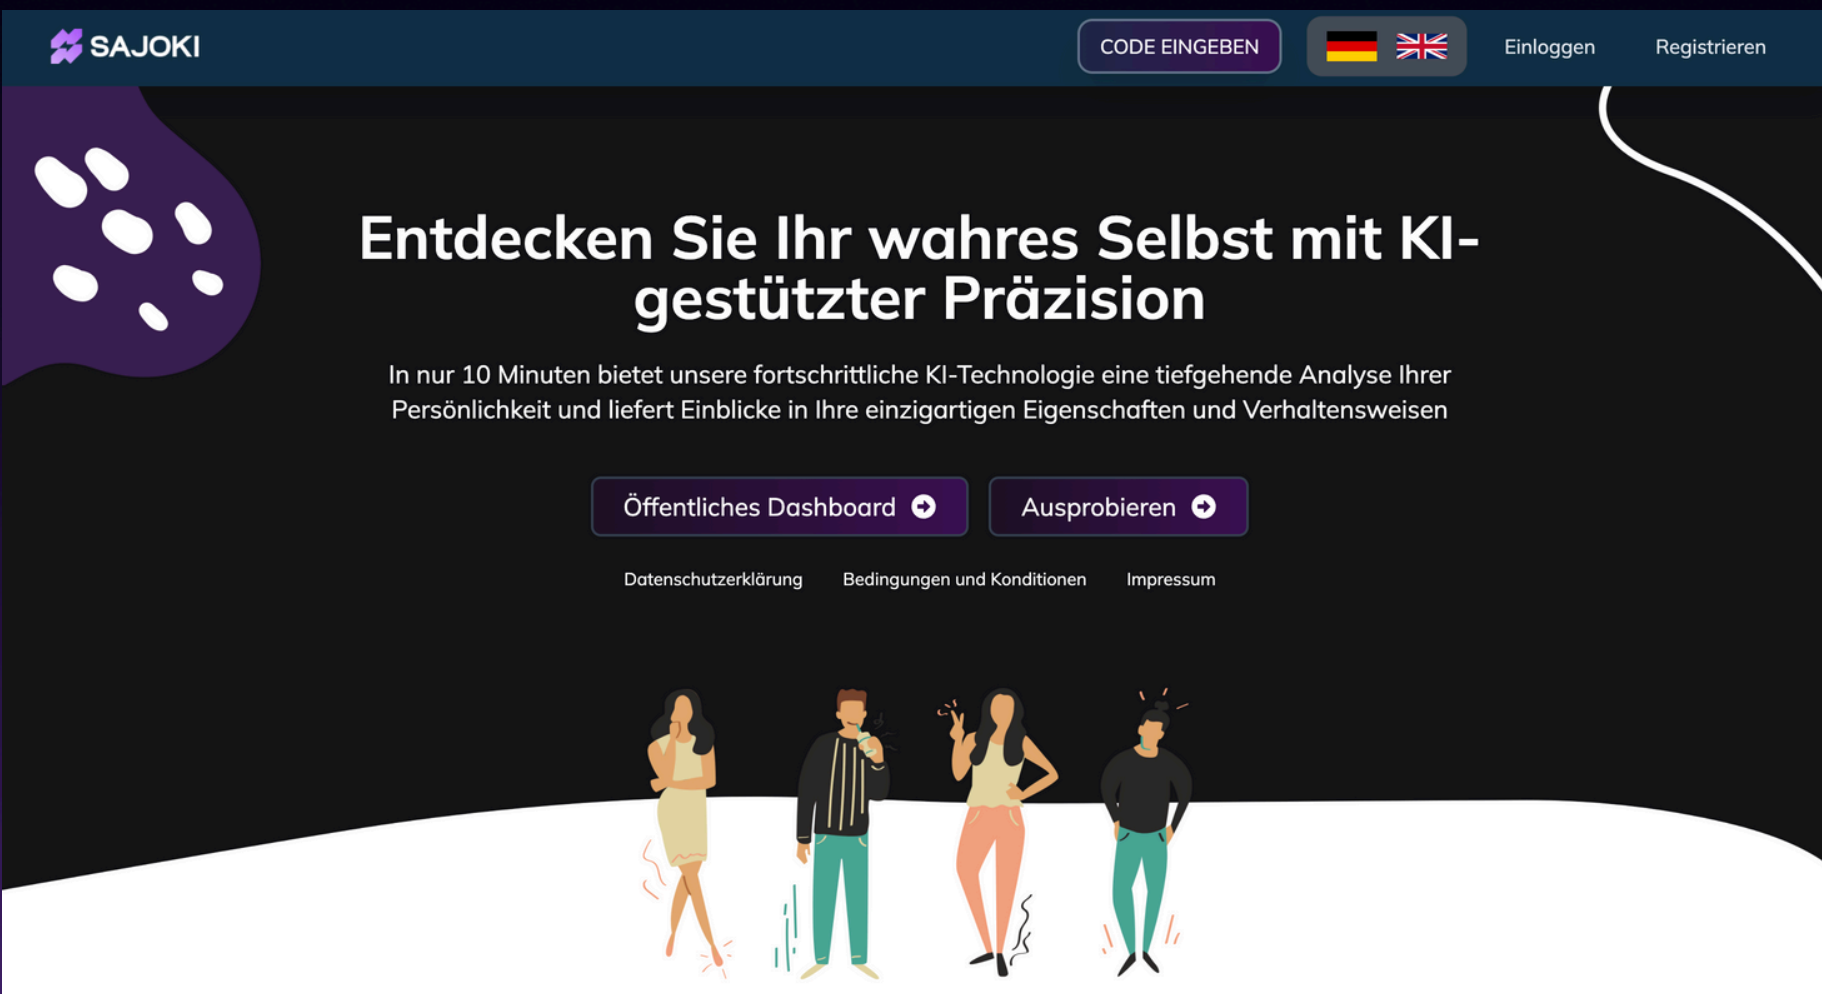 SAJOKI
CODE EINGEBEN
Einloggen
Registrieren
Entdecken Sie Ihr wahres Selbst mit KI-
gestützter Präzision
In nur 10 Minuten bietet unsere fortschrittliche KI-Technologie eine tiefgehende Analyse Ihrer
Persönlichkeit und liefert Einblicke in Ihre einzigartigen Eigenschaften und Verhaltensweisen
Öffentliches Dashboard
Ausprobieren
Datenschutzerklärung
Bedingungen und Konditionen
Impressum